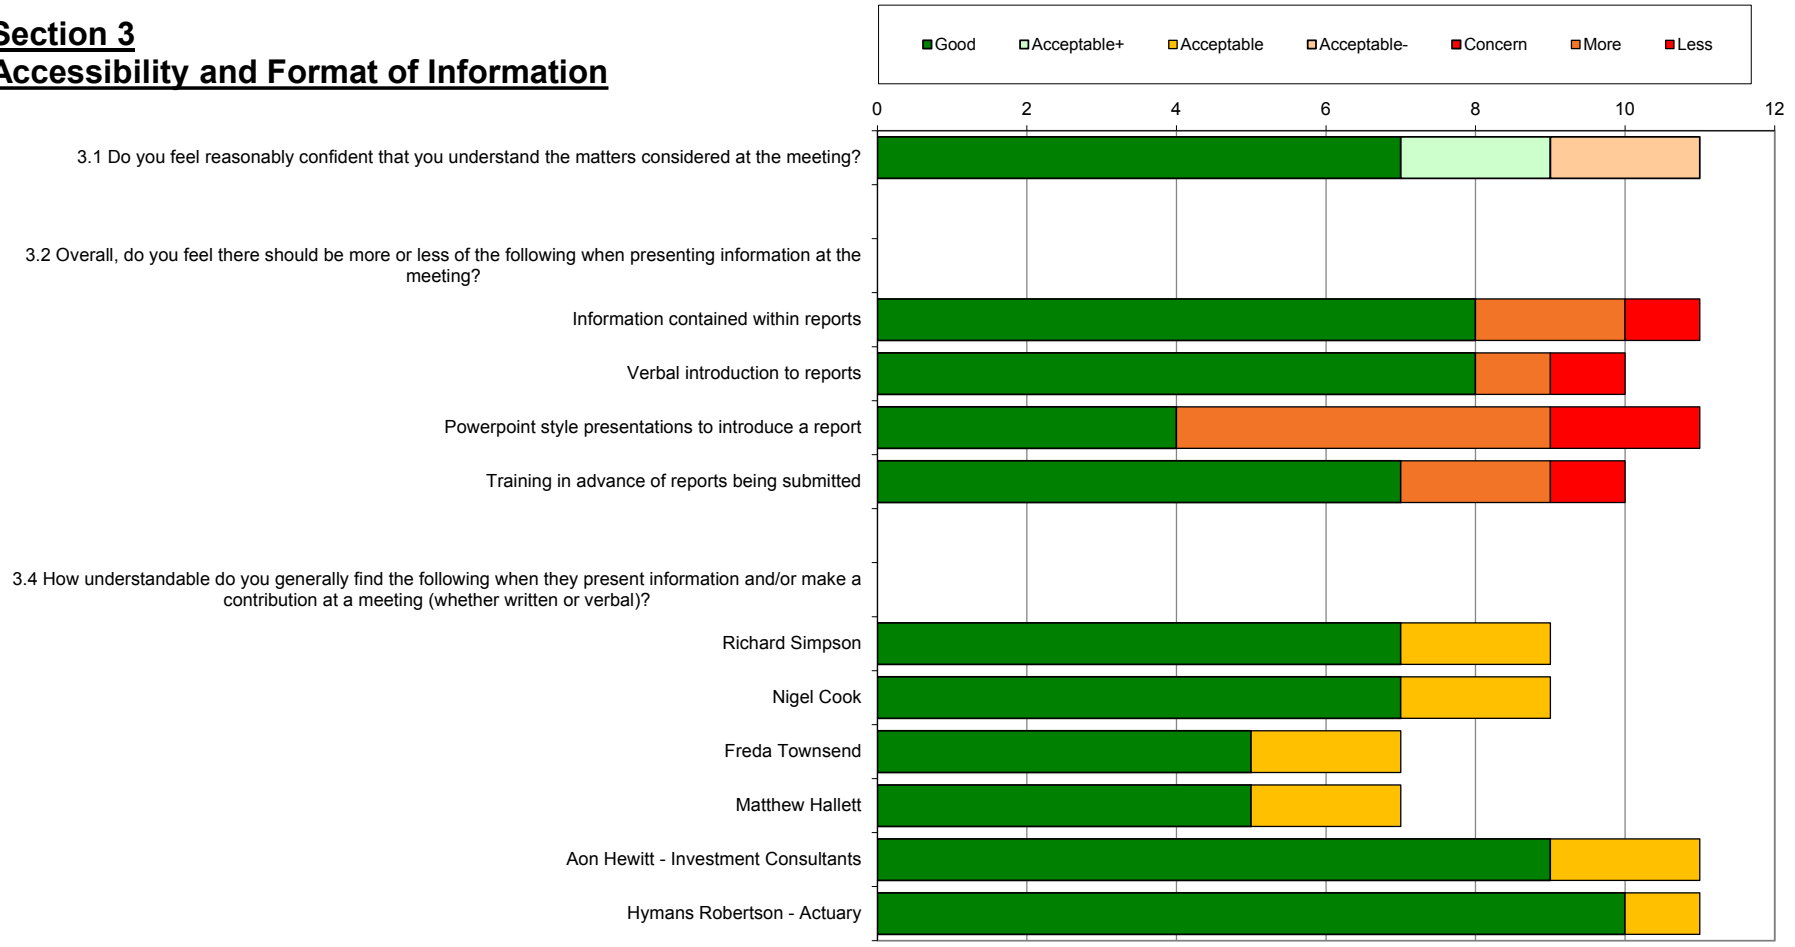 Section 3
Accessibility and Format of Information
Good Acceptable+ Acceptable Acceptable- Concern More Less
0 2 4 6 8 10 12
3.1 Do you feel reasonably confident that you understand the matters considered at the meeting?
3.2 Overall, do you feel there should be more or less of the following when presenting information at the
meeting?
Information contained within reports
Verbal introduction to reports
Powerpoint style presentations to introduce a report
Training in advance of reports being submitted
3.4 How understandable do you generally find the following when they present information and/or make a
contribution at a meeting (whether written or verbal)?
Richard Simpson
Nigel Cook
Freda Townsend
Matthew Hallett
Aon Hewitt - Investment Consultants
Hymans Robertson - Actuary